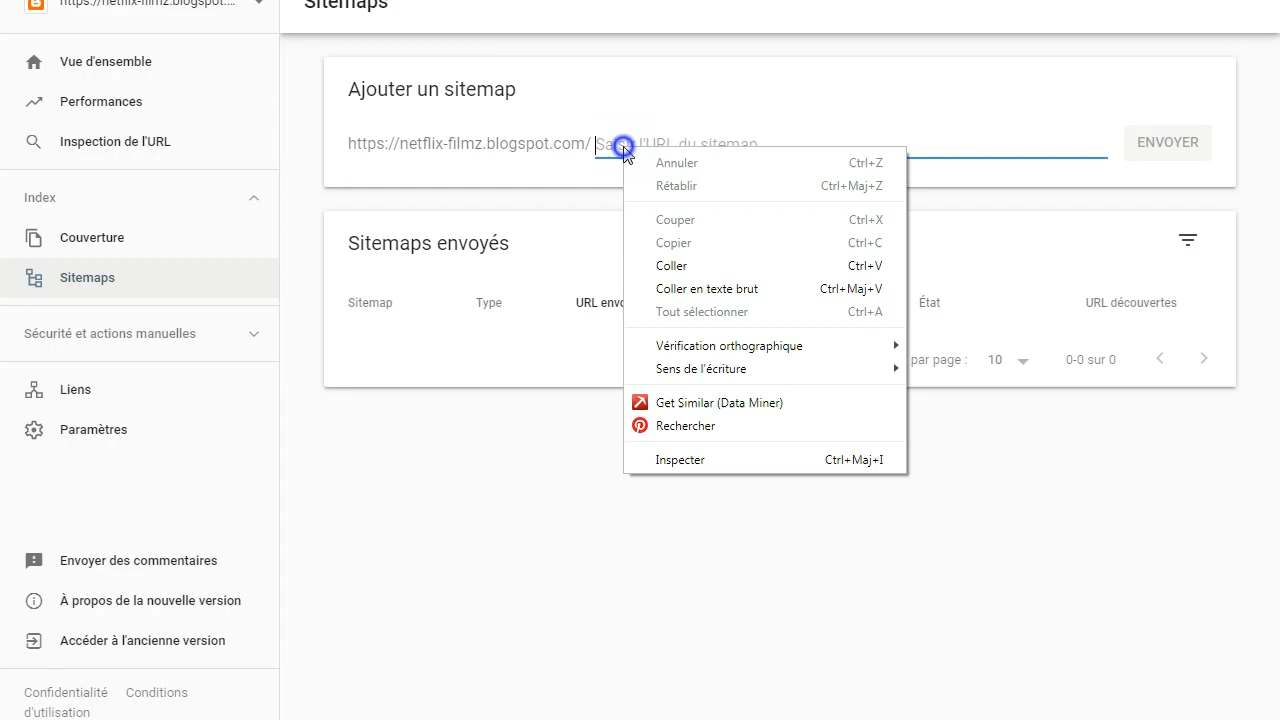 https://netflix-filmz.blogspot....
Sitemaps
Vue d'ensemble
Performances
Inspection de l'URL
Index
Couverture
Sitemaps
Sécurité et actions manuelles
Liens
Paramètres
Envoyer des commentaires
À propos de la nouvelle version
Accéder à l'ancienne version
Confidentialité Conditions
d'utilisation
Ajouter un sitemap
https://netflix-filmz.blogspot.com/ l'URL du sitemap
ENVOYER
Sitemaps envoyés
Sitemap Type URL État URL découvertes
par page : 10 0-0 sur 0
Annuler Ctrl+Z
Rétablir Ctrl+Maj+Z
Couper Ctrl+X
Copier Ctrl+C
Coller Ctrl+V
Coller en texte brut Ctrl+Maj+V
Tout sélectionner Ctrl+A
Vérification orthographique
Sens de l'écriture
Get Similar (Data Miner)
Rechercher
Inspecter Ctrl+Maj+I